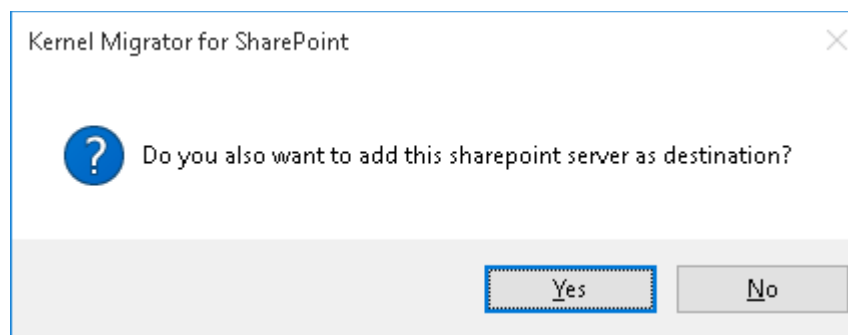 Kernel Migrator for SharePoint
?
Do you also want to add this sharepoint server as destination?
Yes
No